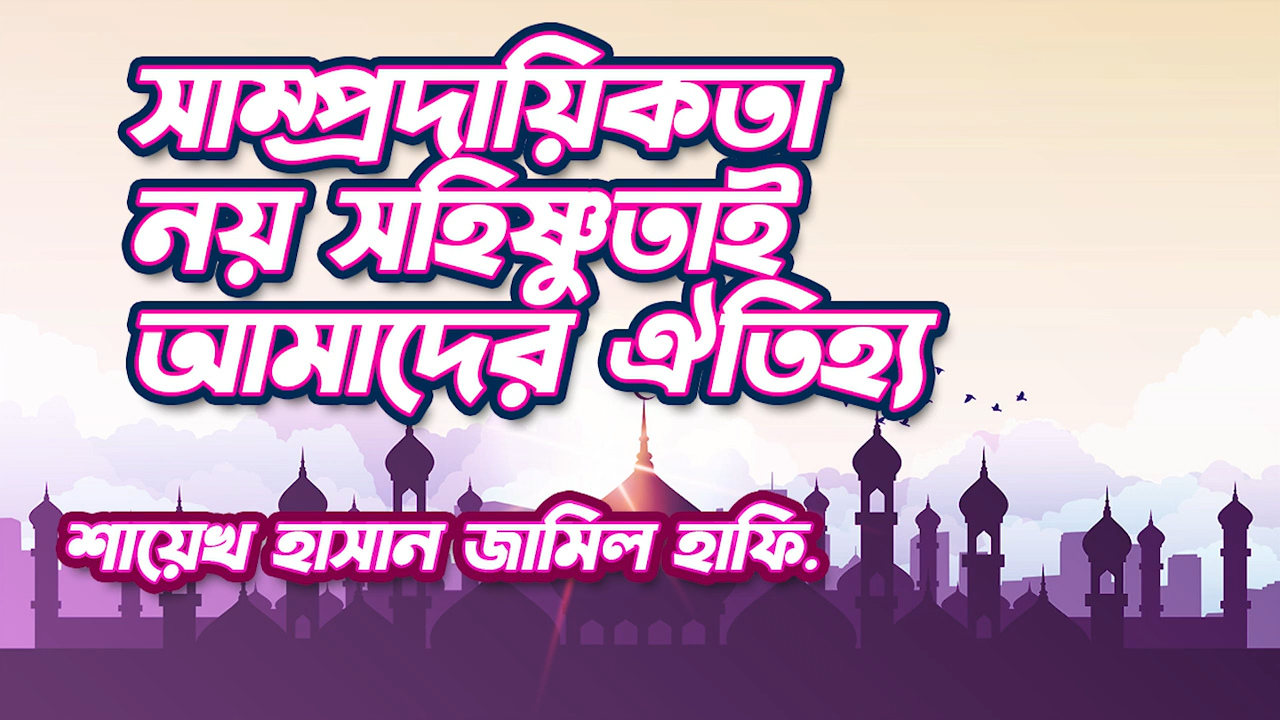 সাম্প্রদায়িকতা
নয় সহিষ্ণুতাই
আমাদের ঐতিহ্য
শায়েখ হাসান জামিল হাফি.